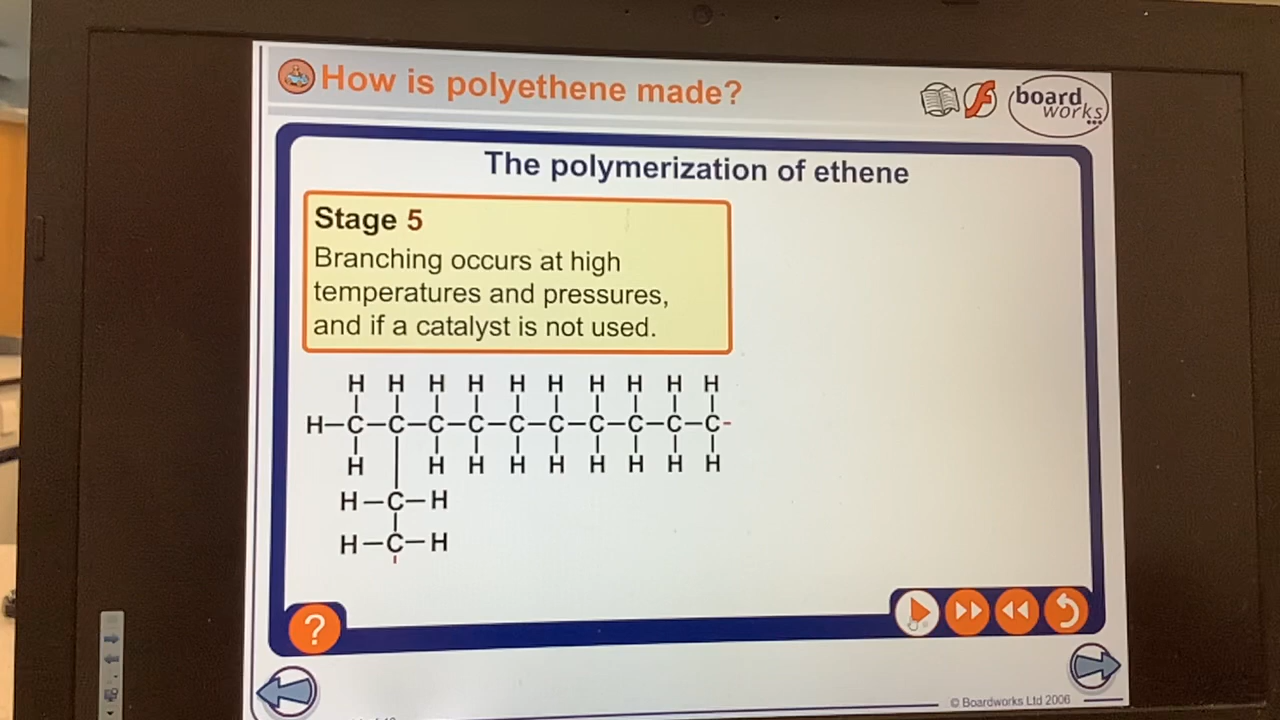 How is polyethene made?
board
works
The polymerization of ethene
Stage 5
Branching occurs at high
temperatures and pressures,
and if a catalyst is not used.
H H H H H H H H H H
H–C–C–C–C–C–C–C–C–C–C-
H H H H H H H H H
H–C–H
H–C–H
?
© Boardworks Ltd 2006